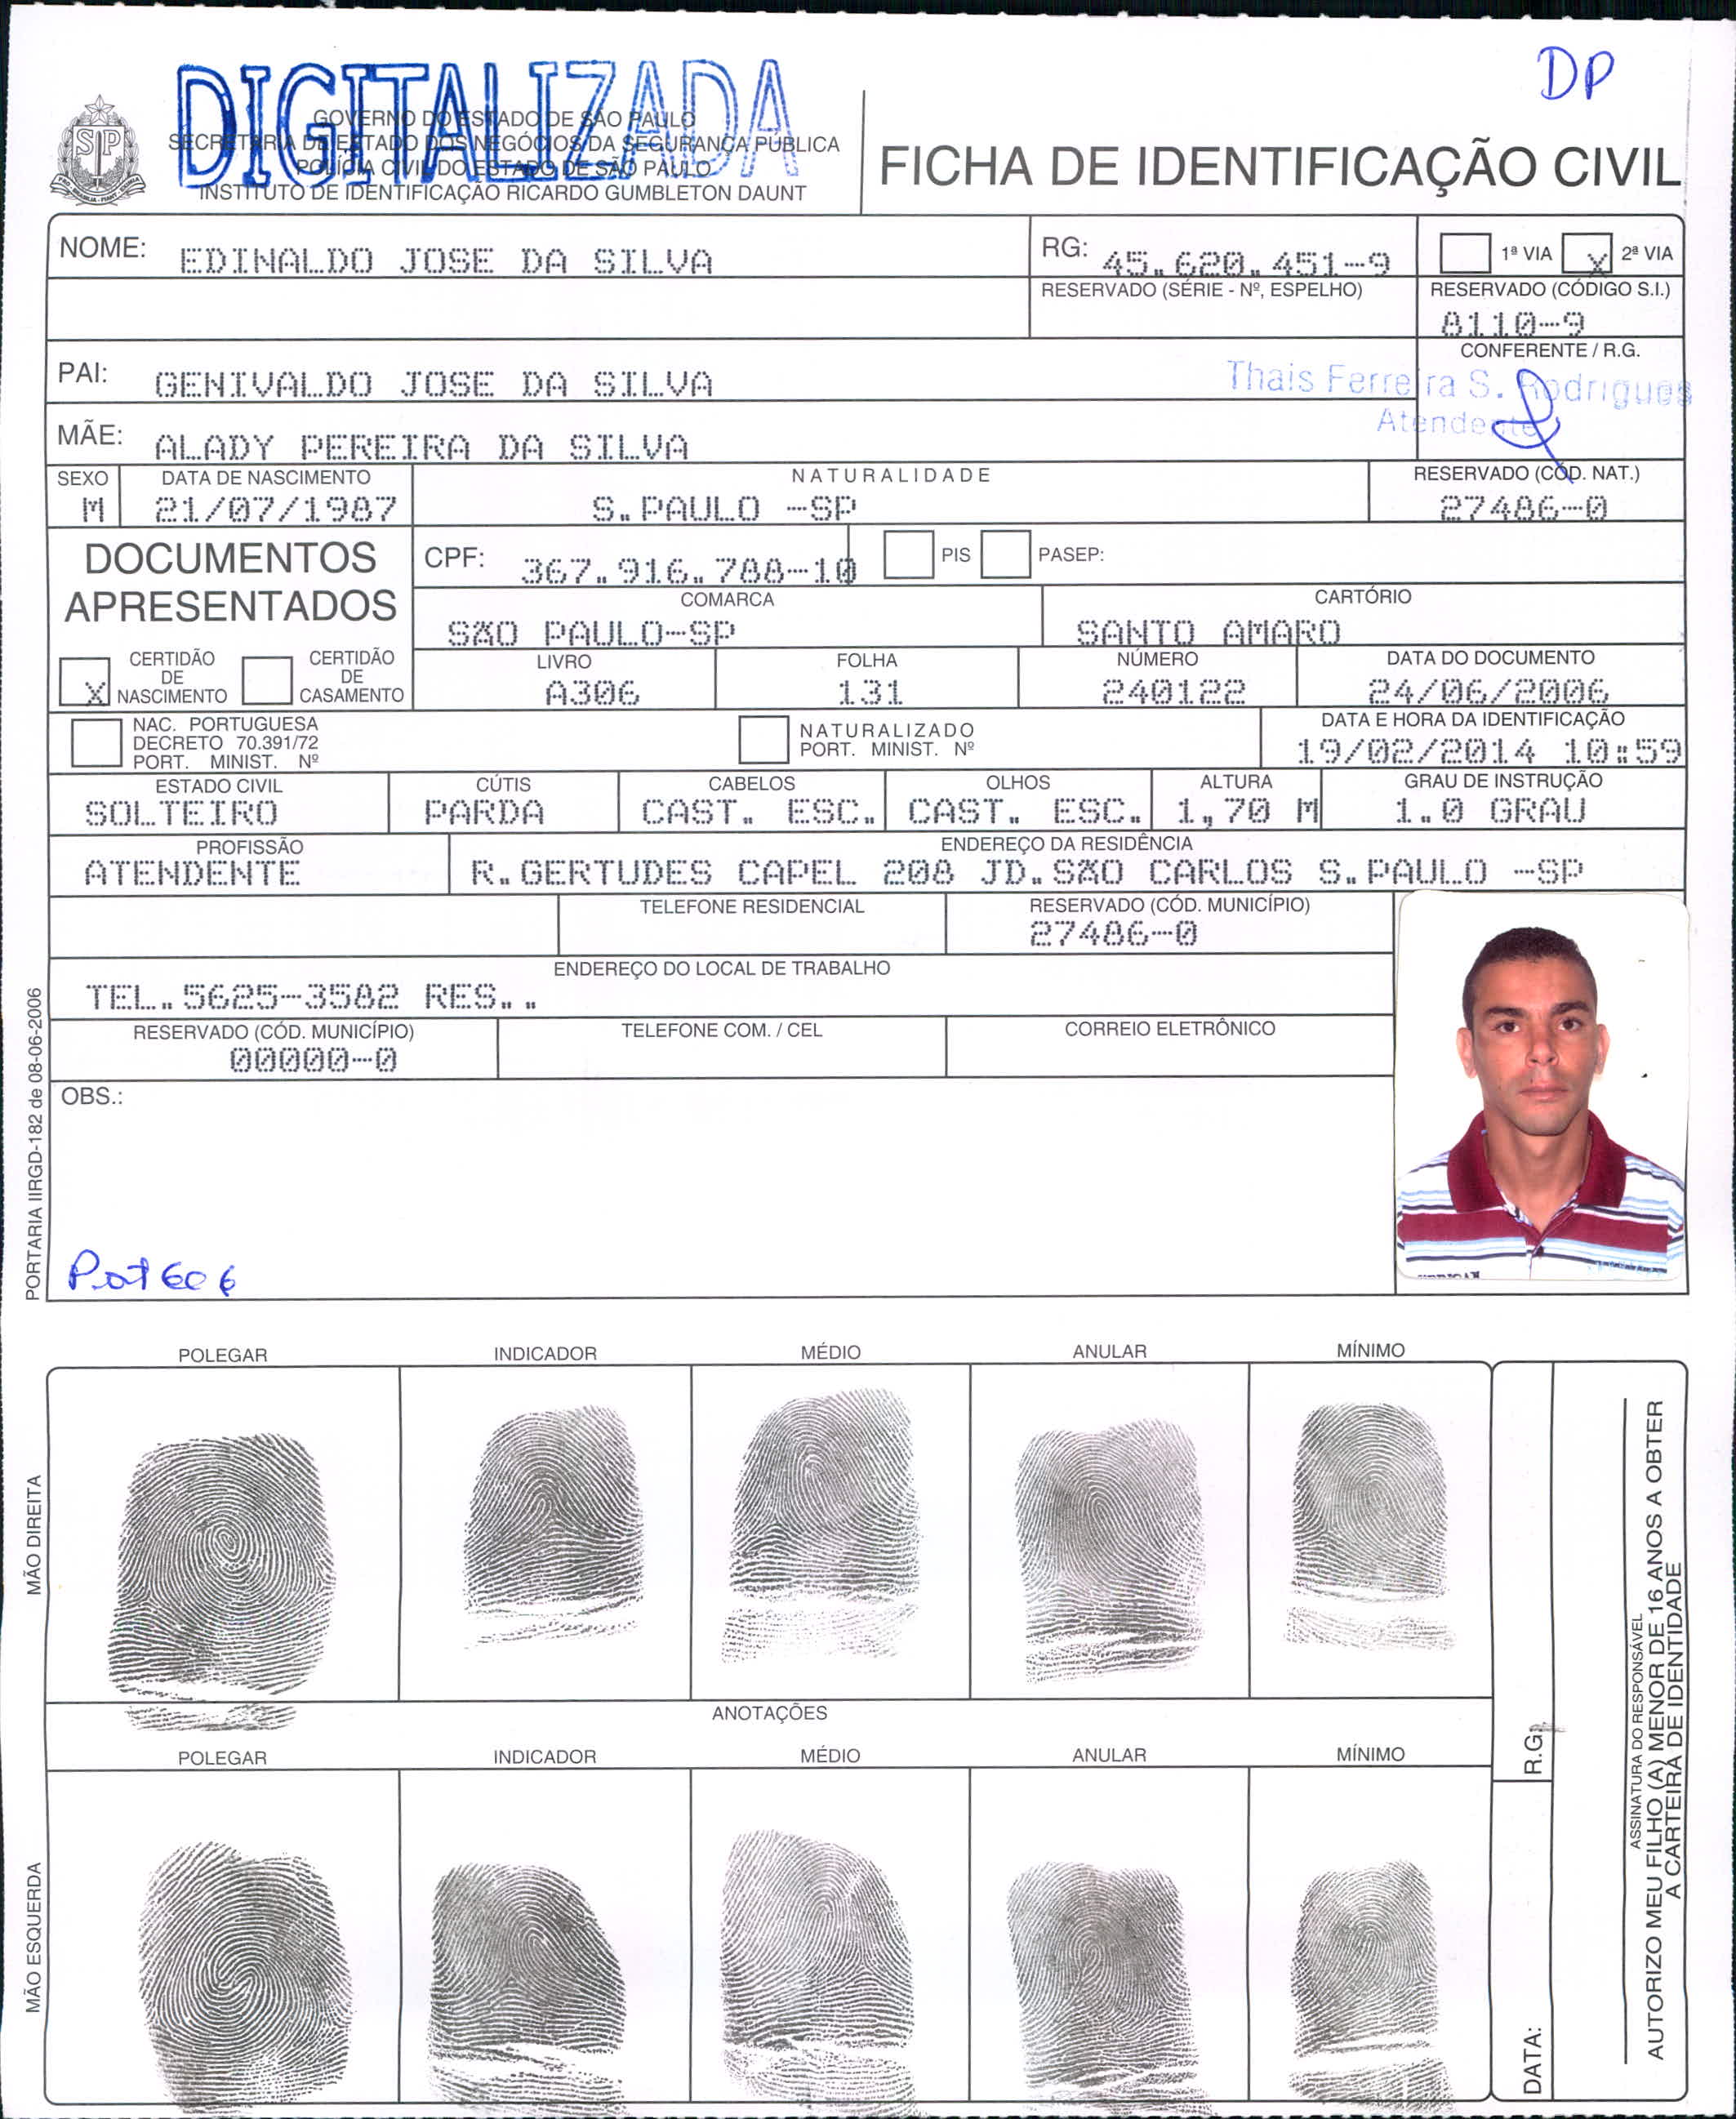 DP
DIGITALIZADA
GOVERNO DO ESTADO DE SÃO PAULO
SECRETARIA DE ESTADO DOS NEGÓCIOS DA SEGURANÇA PÚBLICA
POLÍCIA CIVIL DO ESTADO DE SÃO PAULO
INSTITUTO DE IDENTIFICAÇÃO RICARDO GUMBLETON DAUNT
FICHA DE IDENTIFICAÇÃO CIVIL
NOME: EDINALDO JOSE DA SILVA
RG: 45.620.451-9
1ª VIA X 2ª VIA
RESERVADO (SÉRIE - Nº, ESPELHO)
RESERVADO (CÓDIGO S.I.)
8110-9
PAI: GENIVALDO JOSE DA SILVA
CONFERENTE / R.G.
Thais Ferreira S. Rodrigues
Atendente
MÃE: ALADY PEREIRA DA SILVA
SEXO
M
DATA DE NASCIMENTO
21/07/1987
NATURALIDADE
S.PAULO -SP
RESERVADO (CÓD. NAT.)
27486-0
DOCUMENTOS
APRESENTADOS
CPF: 367.916.788-10
PIS
PASEP:
COMARCA
SÃO PAULO-SP
CARTÓRIO
SANTO AMARO
X CERTIDÃO
DE
NASCIMENTO
CERTIDÃO
DE
CASAMENTO
LIVRO
A306
FOLHA
131
NÚMERO
240122
DATA DO DOCUMENTO
24/06/2006
NAC. PORTUGUESA
DECRETO 70.391/72
PORT. MINIST. Nº
NATURALIZADO
PORT. MINIST. Nº
DATA E HORA DA IDENTIFICAÇÃO
19/02/2014 10:59
ESTADO CIVIL
SOLTEIRO
CÚTIS
PARDA
CABELOS
CAST. ESC.
OLHOS
CAST. ESC.
ALTURA
1,70 M
GRAU DE INSTRUÇÃO
1.0 GRAU
PROFISSÃO
ATENDENTE
ENDEREÇO DA RESIDÊNCIA
R.GERTUDES CAPEL 208 JD.SÃO CARLOS S.PAULO -SP
TELEFONE RESIDENCIAL
RESERVADO (CÓD. MUNICÍPIO)
27486-0
ENDEREÇO DO LOCAL DE TRABALHO
TEL.5625-3582 RES..
RESERVADO (CÓD. MUNICÍPIO)
00000-0
TELEFONE COM. / CEL
CORREIO ELETRÔNICO
OBS.:
PORTARIA IIRGD-182 de 08-06-2006
POLEGAR
INDICADOR
MÉDIO
ANULAR
MÍNIMO
MÃO DIREITA
ANOTAÇÕES
POLEGAR
INDICADOR
MÉDIO
ANULAR
MÍNIMO
MÃO ESQUERDA
R.G.
DATA:
ASSINATURA DO RESPONSÁVEL
AUTORIZO MEU FILHO (A) MENOR DE 16 ANOS A OBTER
A CARTEIRA DE IDENTIDADE